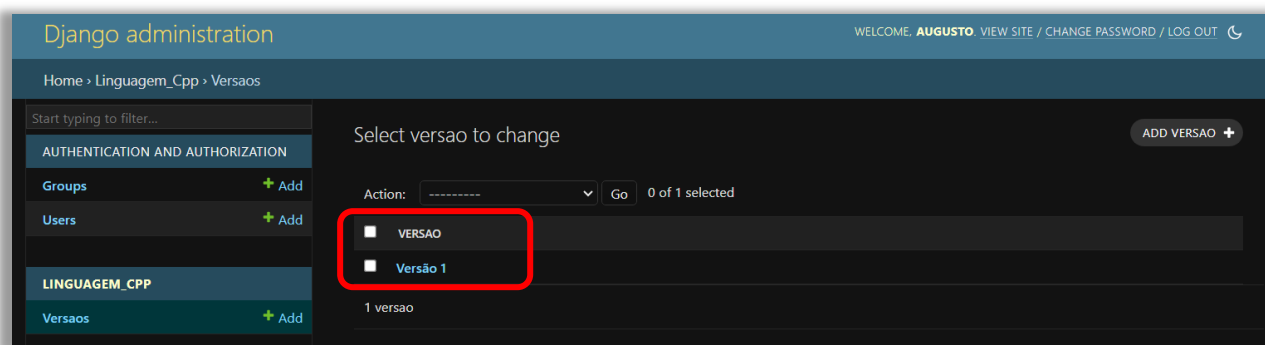 Django administration
WELCOME, AUGUSTO. VIEW SITE / CHANGE PASSWORD / LOG OUT
Home › Linguagem_Cpp › Versaos
Start typing to filter...
AUTHENTICATION AND AUTHORIZATION
Groups + Add
Users + Add
LINGUAGEM_CPP
Versaos + Add
Select versao to change
ADD VERSAO +
Action: --------- Go 0 of 1 selected
VERSAO
Versão 1
1 versao